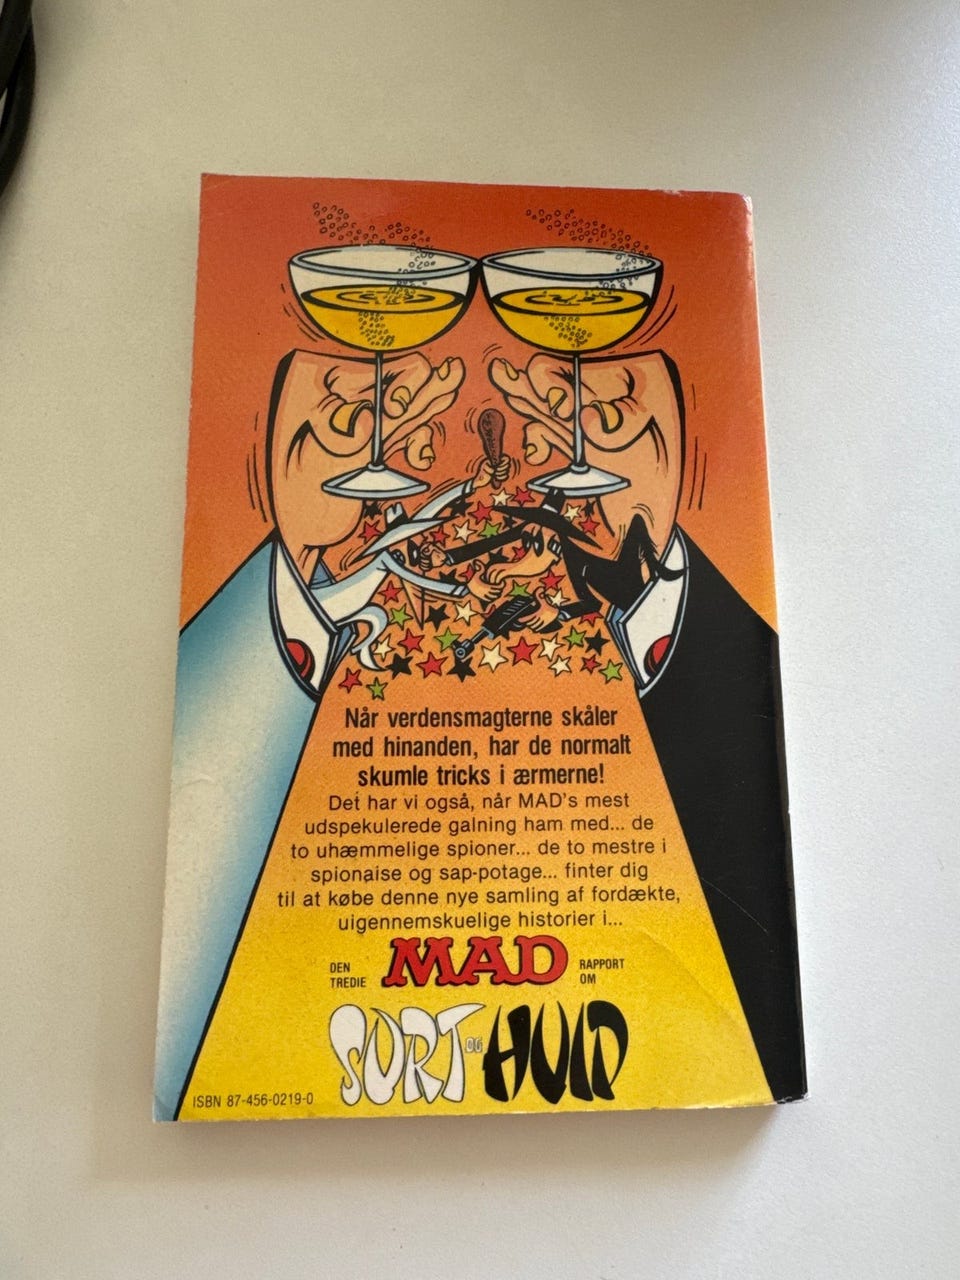 Når verdensmagterne skåler
med hinanden, har de normalt
skumle tricks i ærmerne!
Det har vi også, når MAD's mest
udspekulerede galning ham med... de
to uhæmmelige spioner... de to mestre i
spionaise og sap-potage... finter dig
til at købe denne nye samling af fordækte,
uigennemskuelige historier i...
DEN TREDIE MAD RAPPORT OM
SORT OG HVID
ISBN 87-456-0219-0